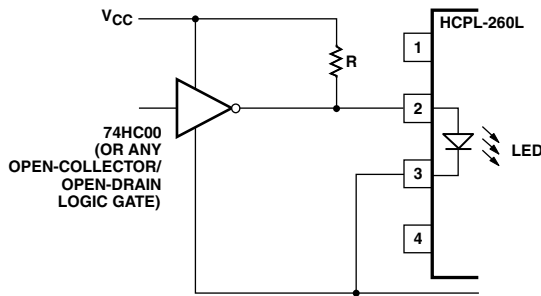 VCC
HCPL-260L
1
R
2
74HC00
(OR ANY
OPEN-COLLECTOR/
OPEN-DRAIN
LOGIC GATE)
LED
3
4